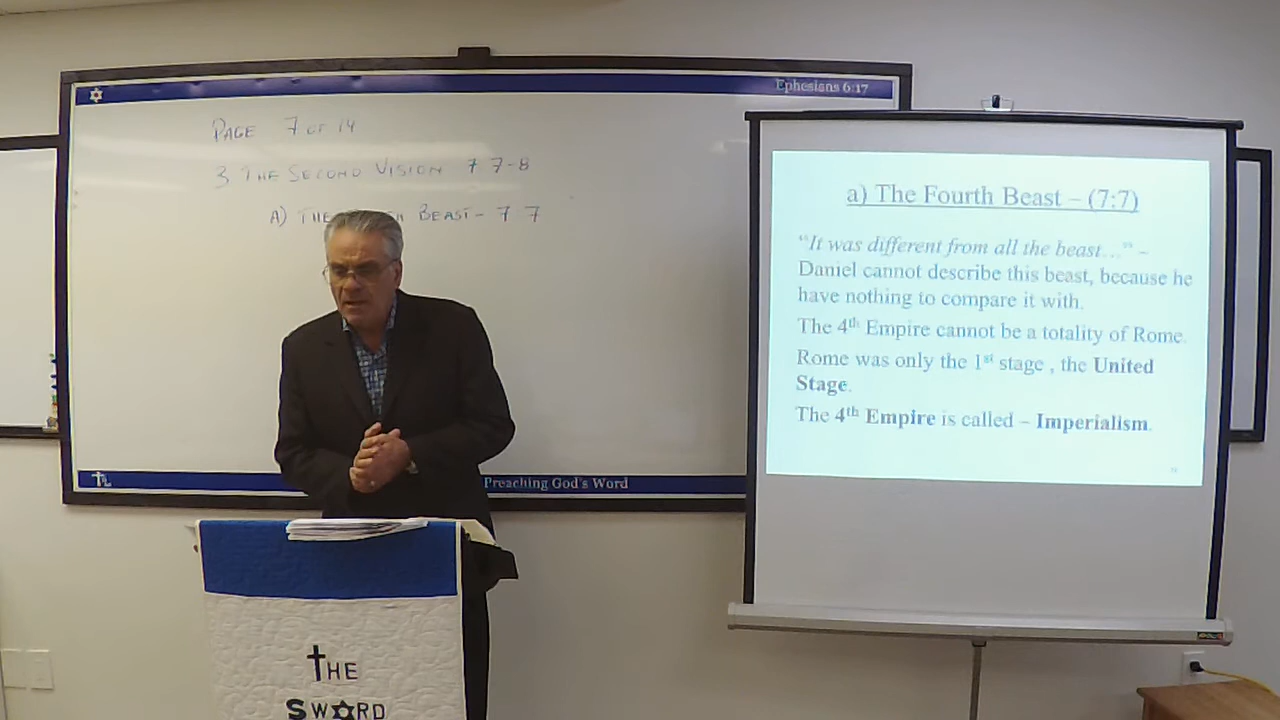 Ephesians 6:17
PAGE 7 OF 14
3 THE SECOND VISION 7 7-8
A) THE BEAST - 7 7
Preaching God's Word
THE
SWORD
a) The Fourth Beast – (7:7)
“It was different from all the beast…” –
Daniel cannot describe this beast, because he
have nothing to compare it with.
The 4th Empire cannot be a totality of Rome.
Rome was only the 1st stage , the United
Stage.
The 4th Empire is called – Imperialism.